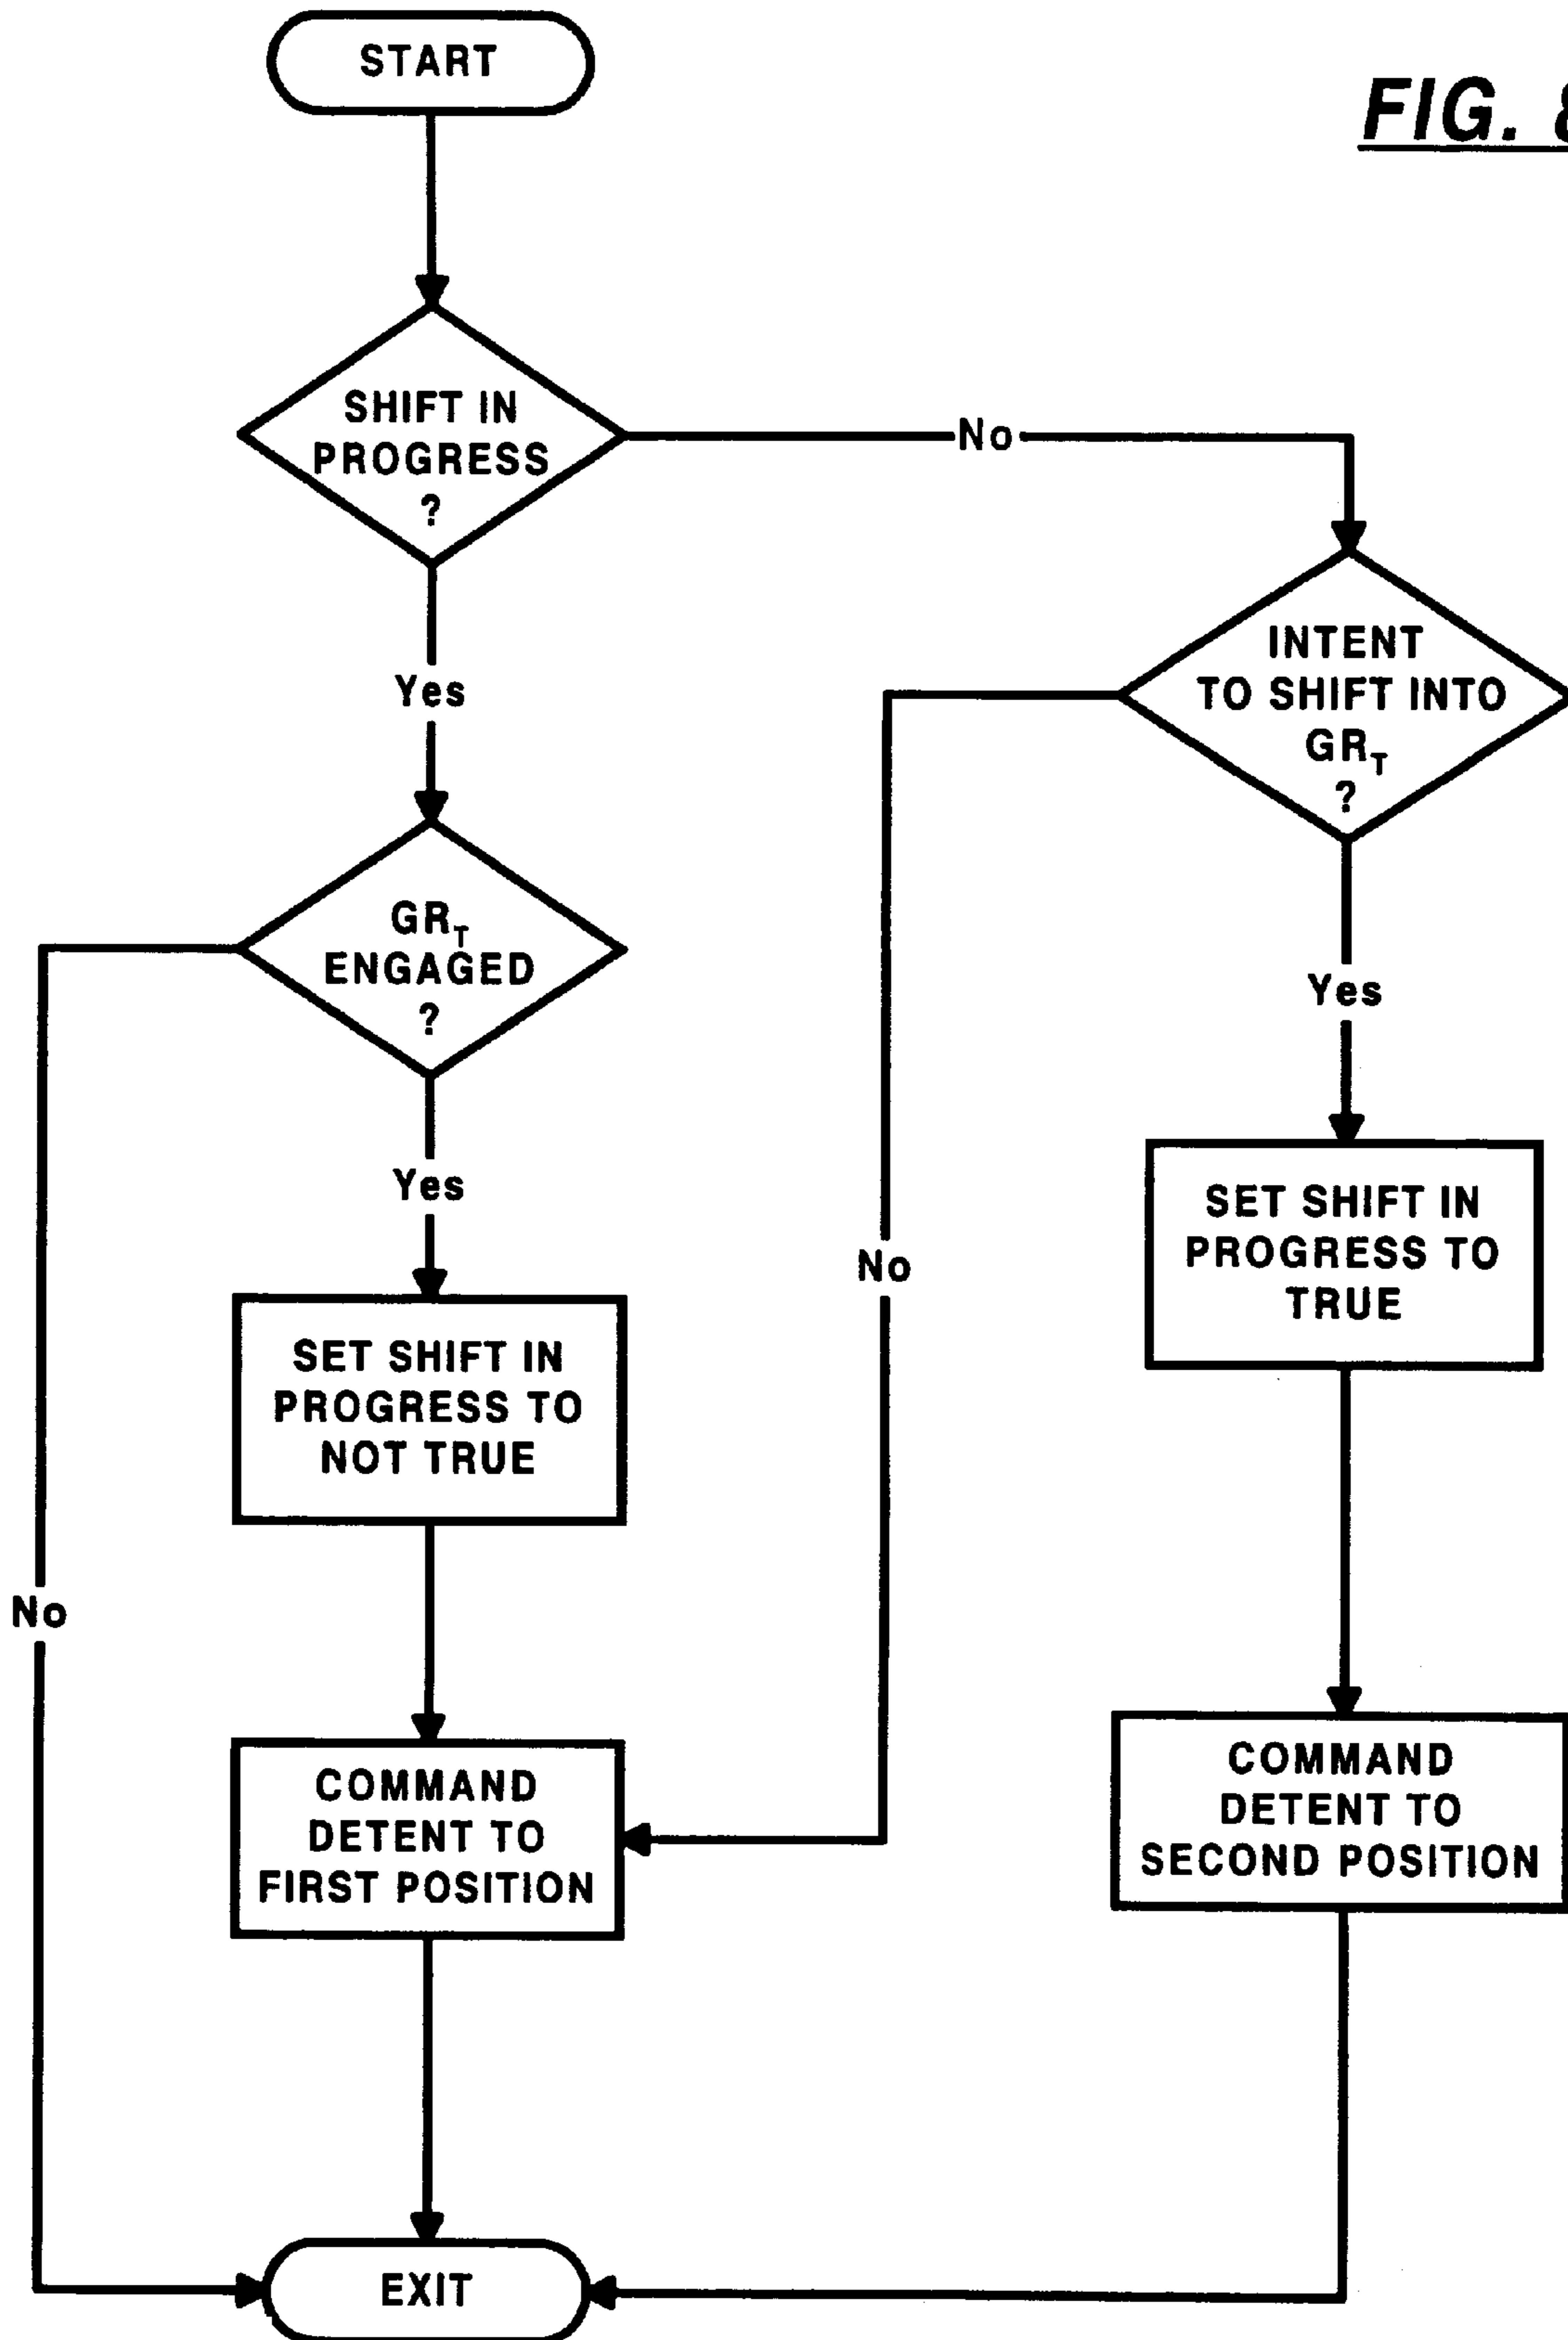 START
FIG. 8
SHIFT IN
PROGRESS
?
No
Yes
INTENT
TO SHIFT INTO
GR_T
?
No
Yes
GR_T
ENGAGED
?
No
Yes
SET SHIFT IN
PROGRESS TO
TRUE
SET SHIFT IN
PROGRESS TO
NOT TRUE
COMMAND
DETENT TO
FIRST POSITION
COMMAND
DETENT TO
SECOND POSITION
EXIT